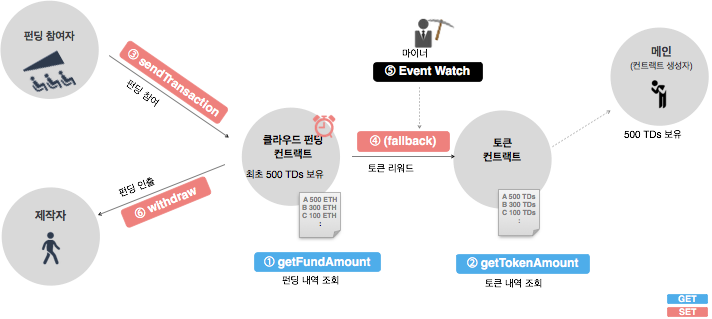 펀딩 참여자
③ sendTransaction
펀딩 참여
마이너
⑤ Event Watch
메인
(컨트랙트 생성자)
500 TDs 보유
클라우드 펀딩
컨트랙트
최초 500 TDs 보유
④ (fallback)
토큰 리워드
토큰
컨트랙트
펀딩 인출
⑥ withdraw
제작자
A 500 ETH
B 300 ETH
C 100 ETH
:
A 500 TDs
B 300 TDs
C 100 TDs
:
① getFundAmount
펀딩 내역 조회
② getTokenAmount
토큰 내역 조회
GET
SET